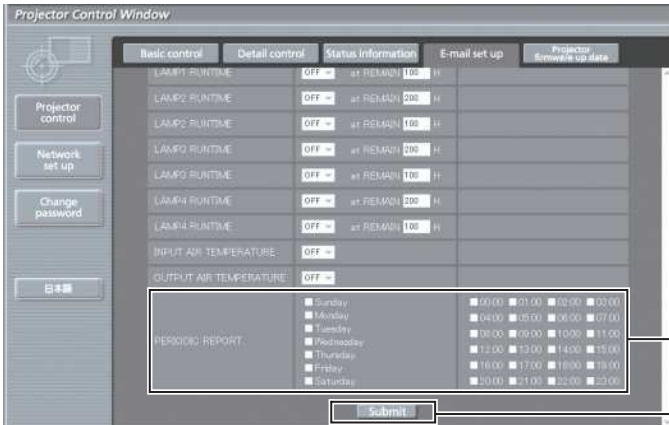 Projector Control Window
Basic control Detail control Status information E-mail set up Projector firmware up date
Projector control
Network set up
Change password
日本語
LAMP1 RUNTIME OFF at REMAIN 100 H
LAMP2 RUNTIME OFF at REMAIN 200 H
LAMP2 RUNTIME OFF at REMAIN 100 H
LAMP3 RUNTIME OFF at REMAIN 200 H
LAMP3 RUNTIME OFF at REMAIN 100 H
LAMP4 RUNTIME OFF at REMAIN 200 H
LAMP4 RUNTIME OFF at REMAIN 100 H
INPUT AIR TEMPERATURE OFF
OUTPUT AIR TEMPERATURE OFF
PERIODIC REPORT
Sunday
Monday
Tuesday
Wednesday
Thursday
Friday
Saturday
00:00 01:00 02:00 03:00
04:00 05:00 06:00 07:00
08:00 09:00 10:00 11:00
12:00 13:00 14:00 15:00
16:00 17:00 18:00 19:00
20:00 21:00 22:00 23:00
Submit